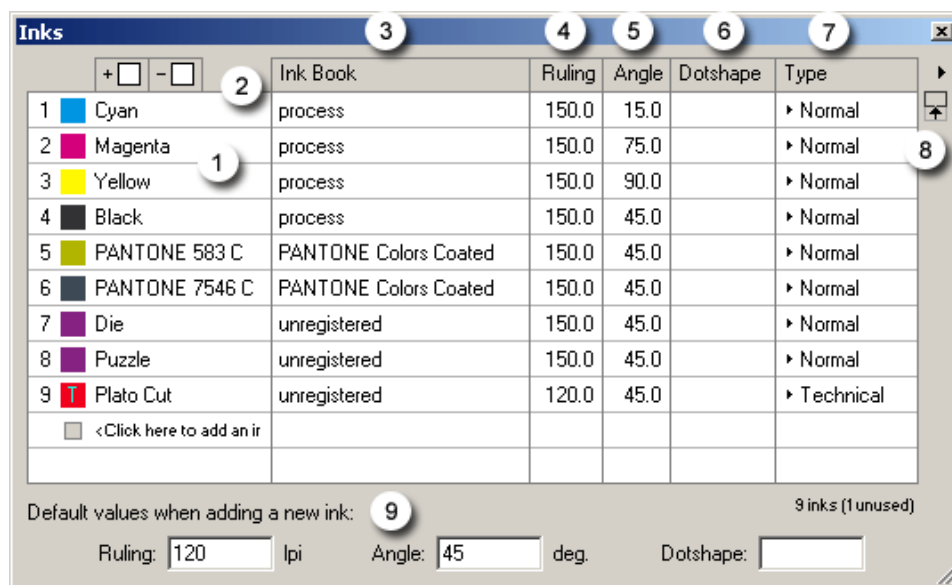 Inks
3 4 5 6 7
+ - 2 Ink Book Ruling Angle Dotshape Type
1 Cyan process 150.0 15.0 Normal
2 Magenta 1 process 150.0 75.0 Normal 8
3 Yellow process 150.0 90.0 Normal
4 Black process 150.0 45.0 Normal
5 PANTONE 583 C PANTONE Colors Coated 150.0 45.0 Normal
6 PANTONE 7546 C PANTONE Colors Coated 150.0 45.0 Normal
7 Die unregistered 150.0 45.0 Normal
8 Puzzle unregistered 150.0 45.0 Normal
9 T Plato Cut unregistered 120.0 45.0 Technical
<Click here to add an ir
9 inks (1 unused)
Default values when adding a new ink: 9
Ruling: 120 lpi Angle: 45 deg. Dotshape: